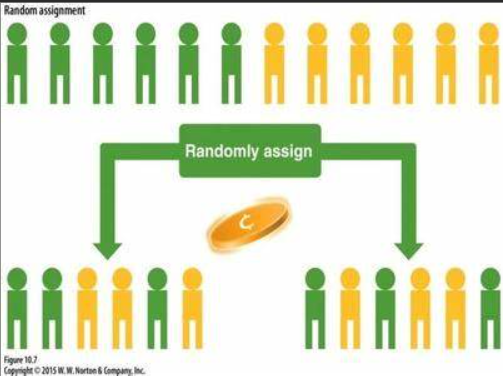 Random assignment
Randomly assign
¢
Figure 10.7
Copyright © 2015 W. W. Norton & Company, Inc.